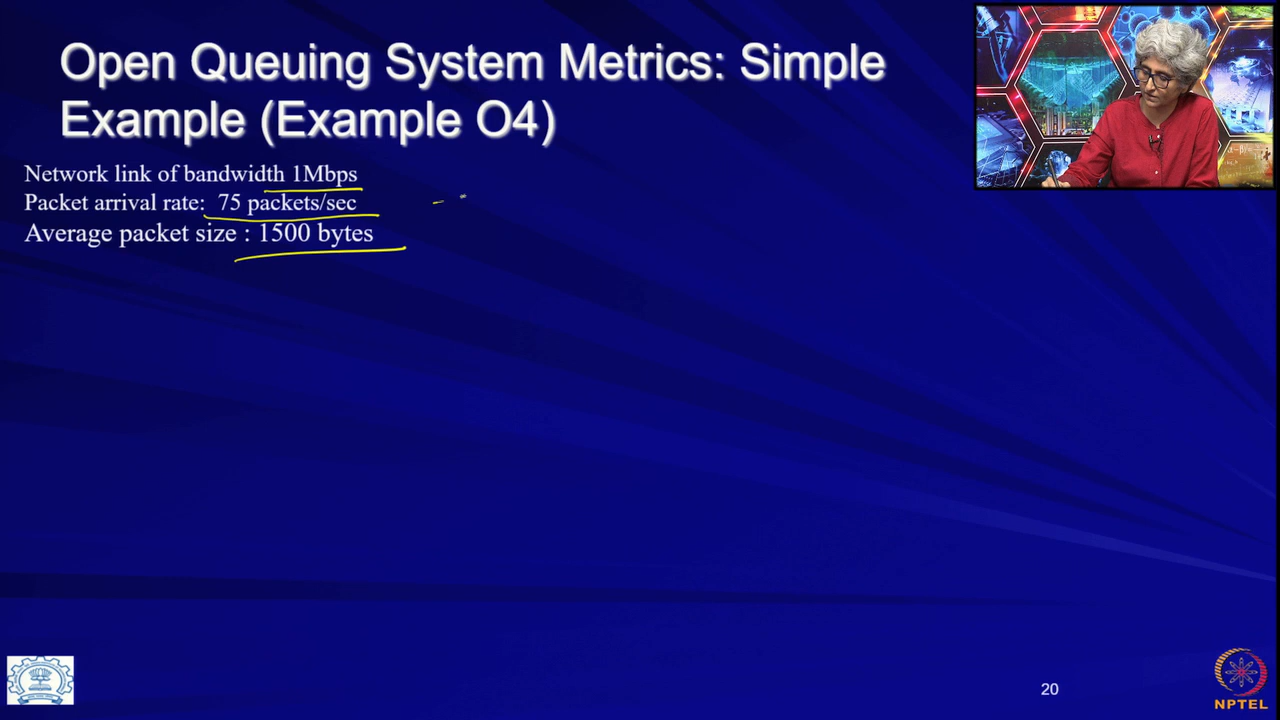 Open Queuing System Metrics: Simple
Example (Example O4)
Network link of bandwidth 1Mbps
Packet arrival rate: 75 packets/sec
Average packet size : 1500 bytes
20
NPTEL